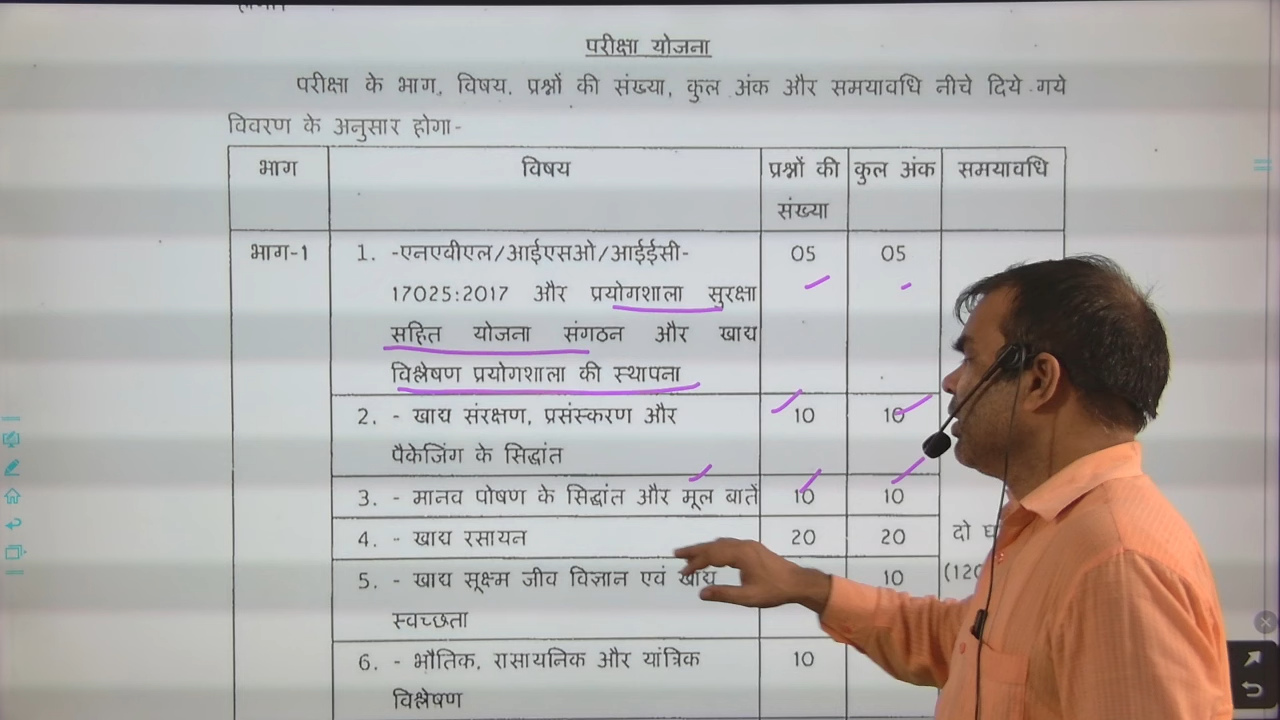 परीक्षा योजना
परीक्षा के भाग, विषय, प्रश्नों की संख्या, कुल अंक और समयावधि नीचे दिये गये
विवरण के अनुसार होगा-
भाग विषय प्रश्नों की कुल अंक समयावधि
संख्या
भाग-1 1. -एनएवीएल/आईएसओ/आईईसी- 05 05
17025:2017 और प्रयोगशाला सुरक्षा
सहित योजना संगठन और खाद्य
विश्लेषण प्रयोगशाला की स्थापना
2. - खाद्य संरक्षण, प्रसंस्करण और 10 10
पैकेजिंग के सिद्धांत
3. - मानव पोषण के सिद्धांत और मूल बातें 10 10
4. - खाद्य रसायन 20 20 दो
5. - खाद्य सूक्ष्म जीव विज्ञान एवं खाद्य 10
स्वच्छता
6. - भौतिक, रासायनिक और यांत्रिक 10
विश्लेषण